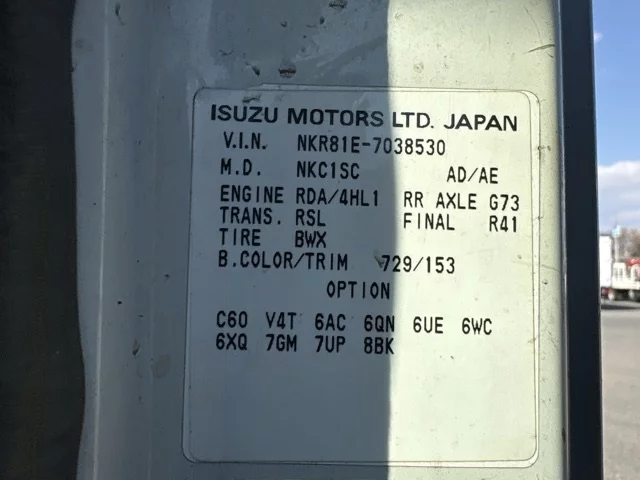 ISUZU MOTORS LTD. JAPAN
V.I.N. NKR81E-7038530
M.D. NKC1SC AD/AE
ENGINE RDA/4HL1 RR AXLE G73
TRANS. RSL FINAL R41
TIRE BWX
B.COLOR/TRIM 729/153
OPTION
C60 V4T 6AC 6QN 6UE 6WC
6XQ 7GM 7UP 8BK